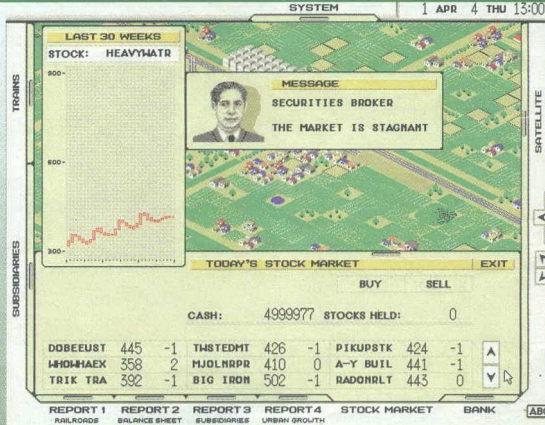 SYSTEM
1 APR 4 THU 13:00
LAST 30 WEEKS
STOCK: HEAVYWATR
900
600
300
MESSAGE
SECURITIES BROKER
THE MARKET IS STAGNANT
TRAINS
SUBSIDIARIES
SATELLITE
TODAY'S STOCK MARKET
EXIT
BUY SELL
CASH: 4999977 STOCKS HELD: 0
DOBEEUST 445 -1 TWSTEDMT 426 -1 PIKUPSTK 424 -1
WHOWHAEX 358 2 MJOLNRPR 410 0 A-Y BUIL 441 -1
TRIK TRA 392 -1 BIG IRON 502 -1 RADONRLT 443 0
REPORT 1 REPORT 2 REPORT 3 REPORT 4 STOCK MARKET BANK
RAILROADS BALANCE SHEET SUBSIDIARIES URBAN GROWTH